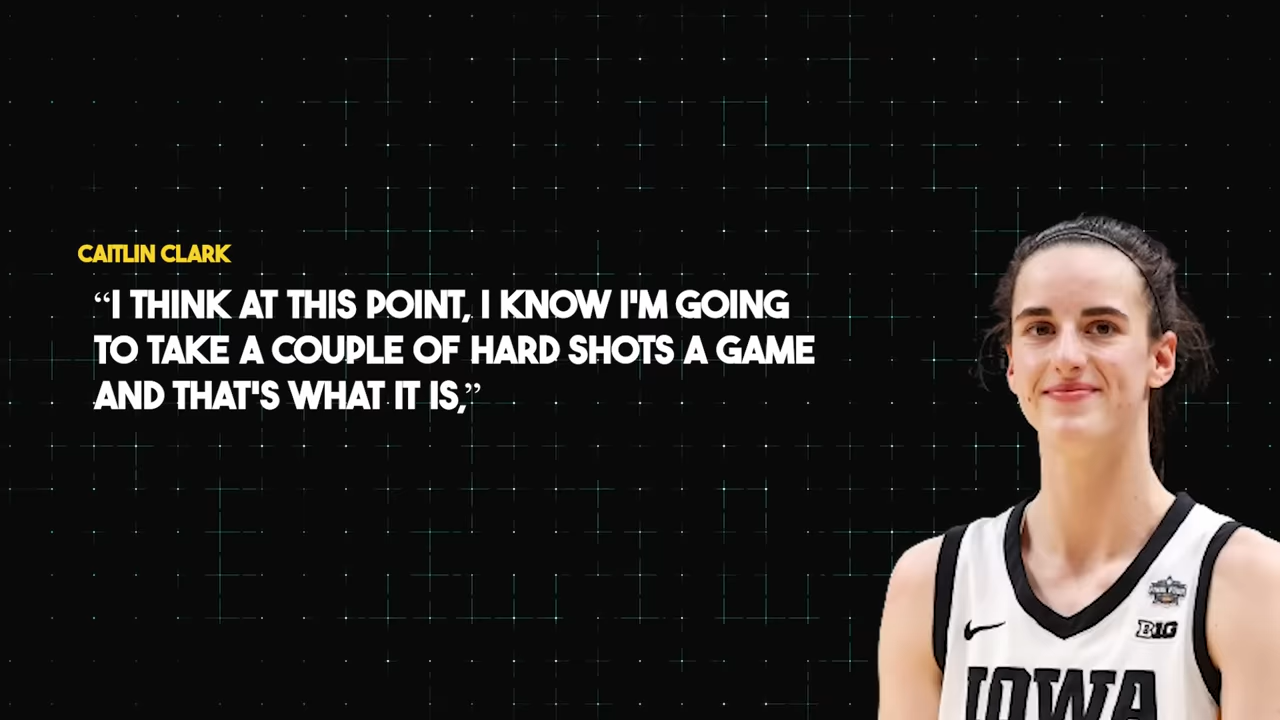 CAITLIN CLARK
“I THINK AT THIS POINT, I KNOW I'M GOING
TO TAKE A COUPLE OF HARD SHOTS A GAME
AND THAT'S WHAT IT IS,”
B1G
IOWA